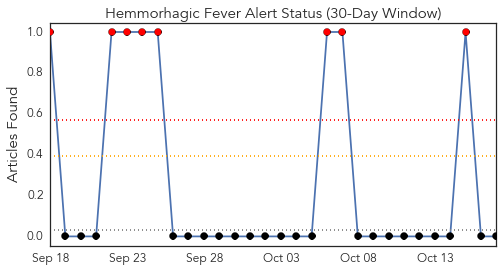 Hemmorhagic Fever Alert Status (30-Day Window)
Articles Found
1.0
0.8
0.6
0.4
0.2
0.0
Sep 18 Sep 23 Sep 28 Oct 03 Oct 08 Oct 13